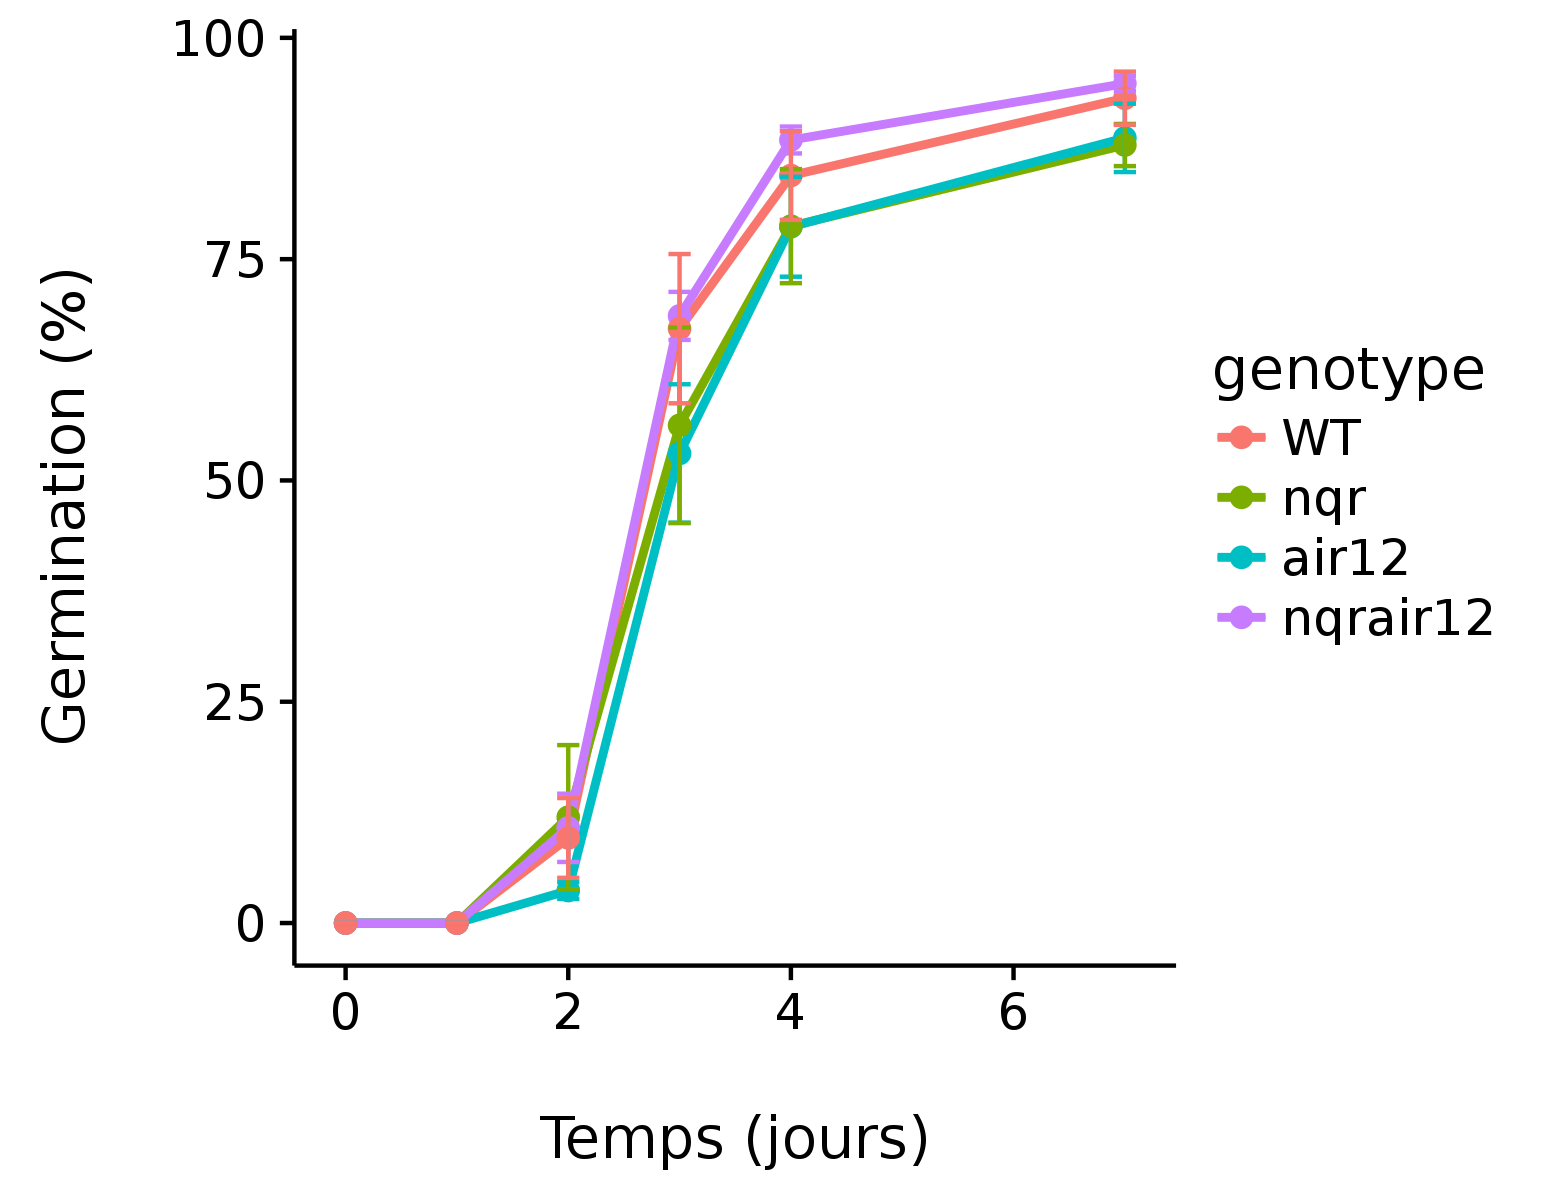 100
75
50
25
0
Germination (%)
0 2 4 6
Temps (jours)
genotype
WT
nqr
air12
nqrair12